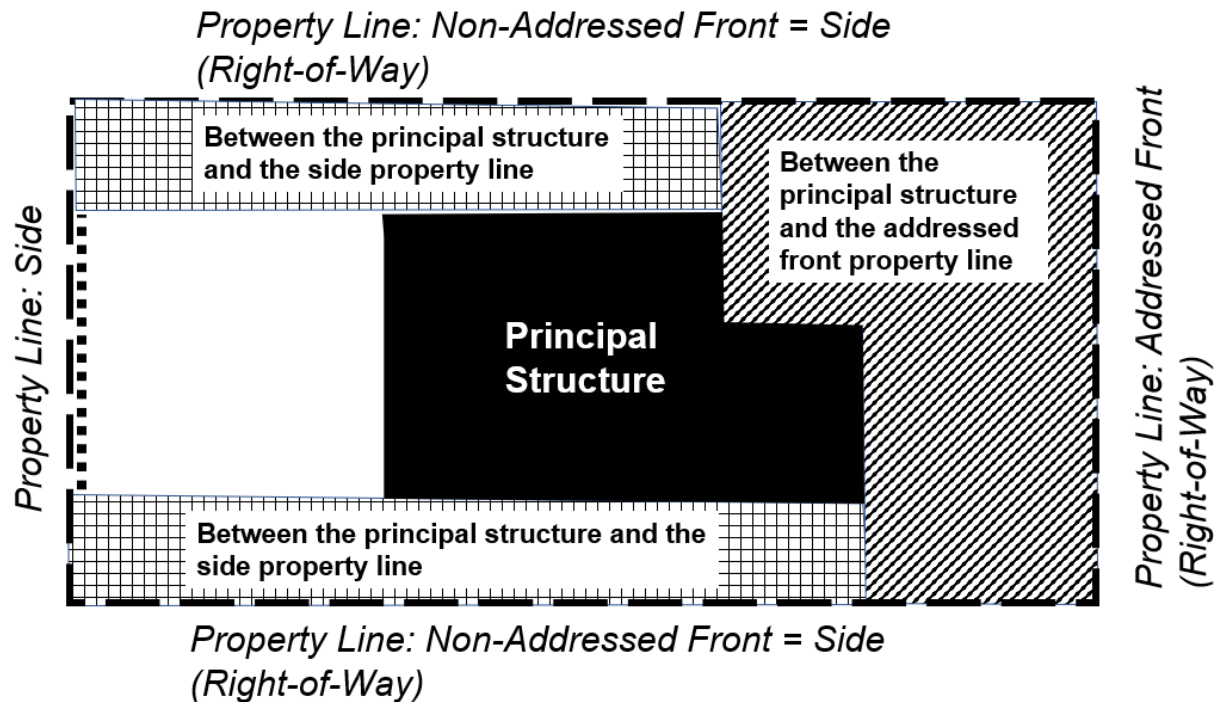 Property Line: Non-Addressed Front = Side
(Right-of-Way)
Between the principal structure
and the side property line
Between the
principal structure
and the addressed
front property line
Property Line: Side
Principal
Structure
Property Line: Addressed Front
(Right-of-Way)
Between the principal structure and the
side property line
Property Line: Non-Addressed Front = Side
(Right-of-Way)